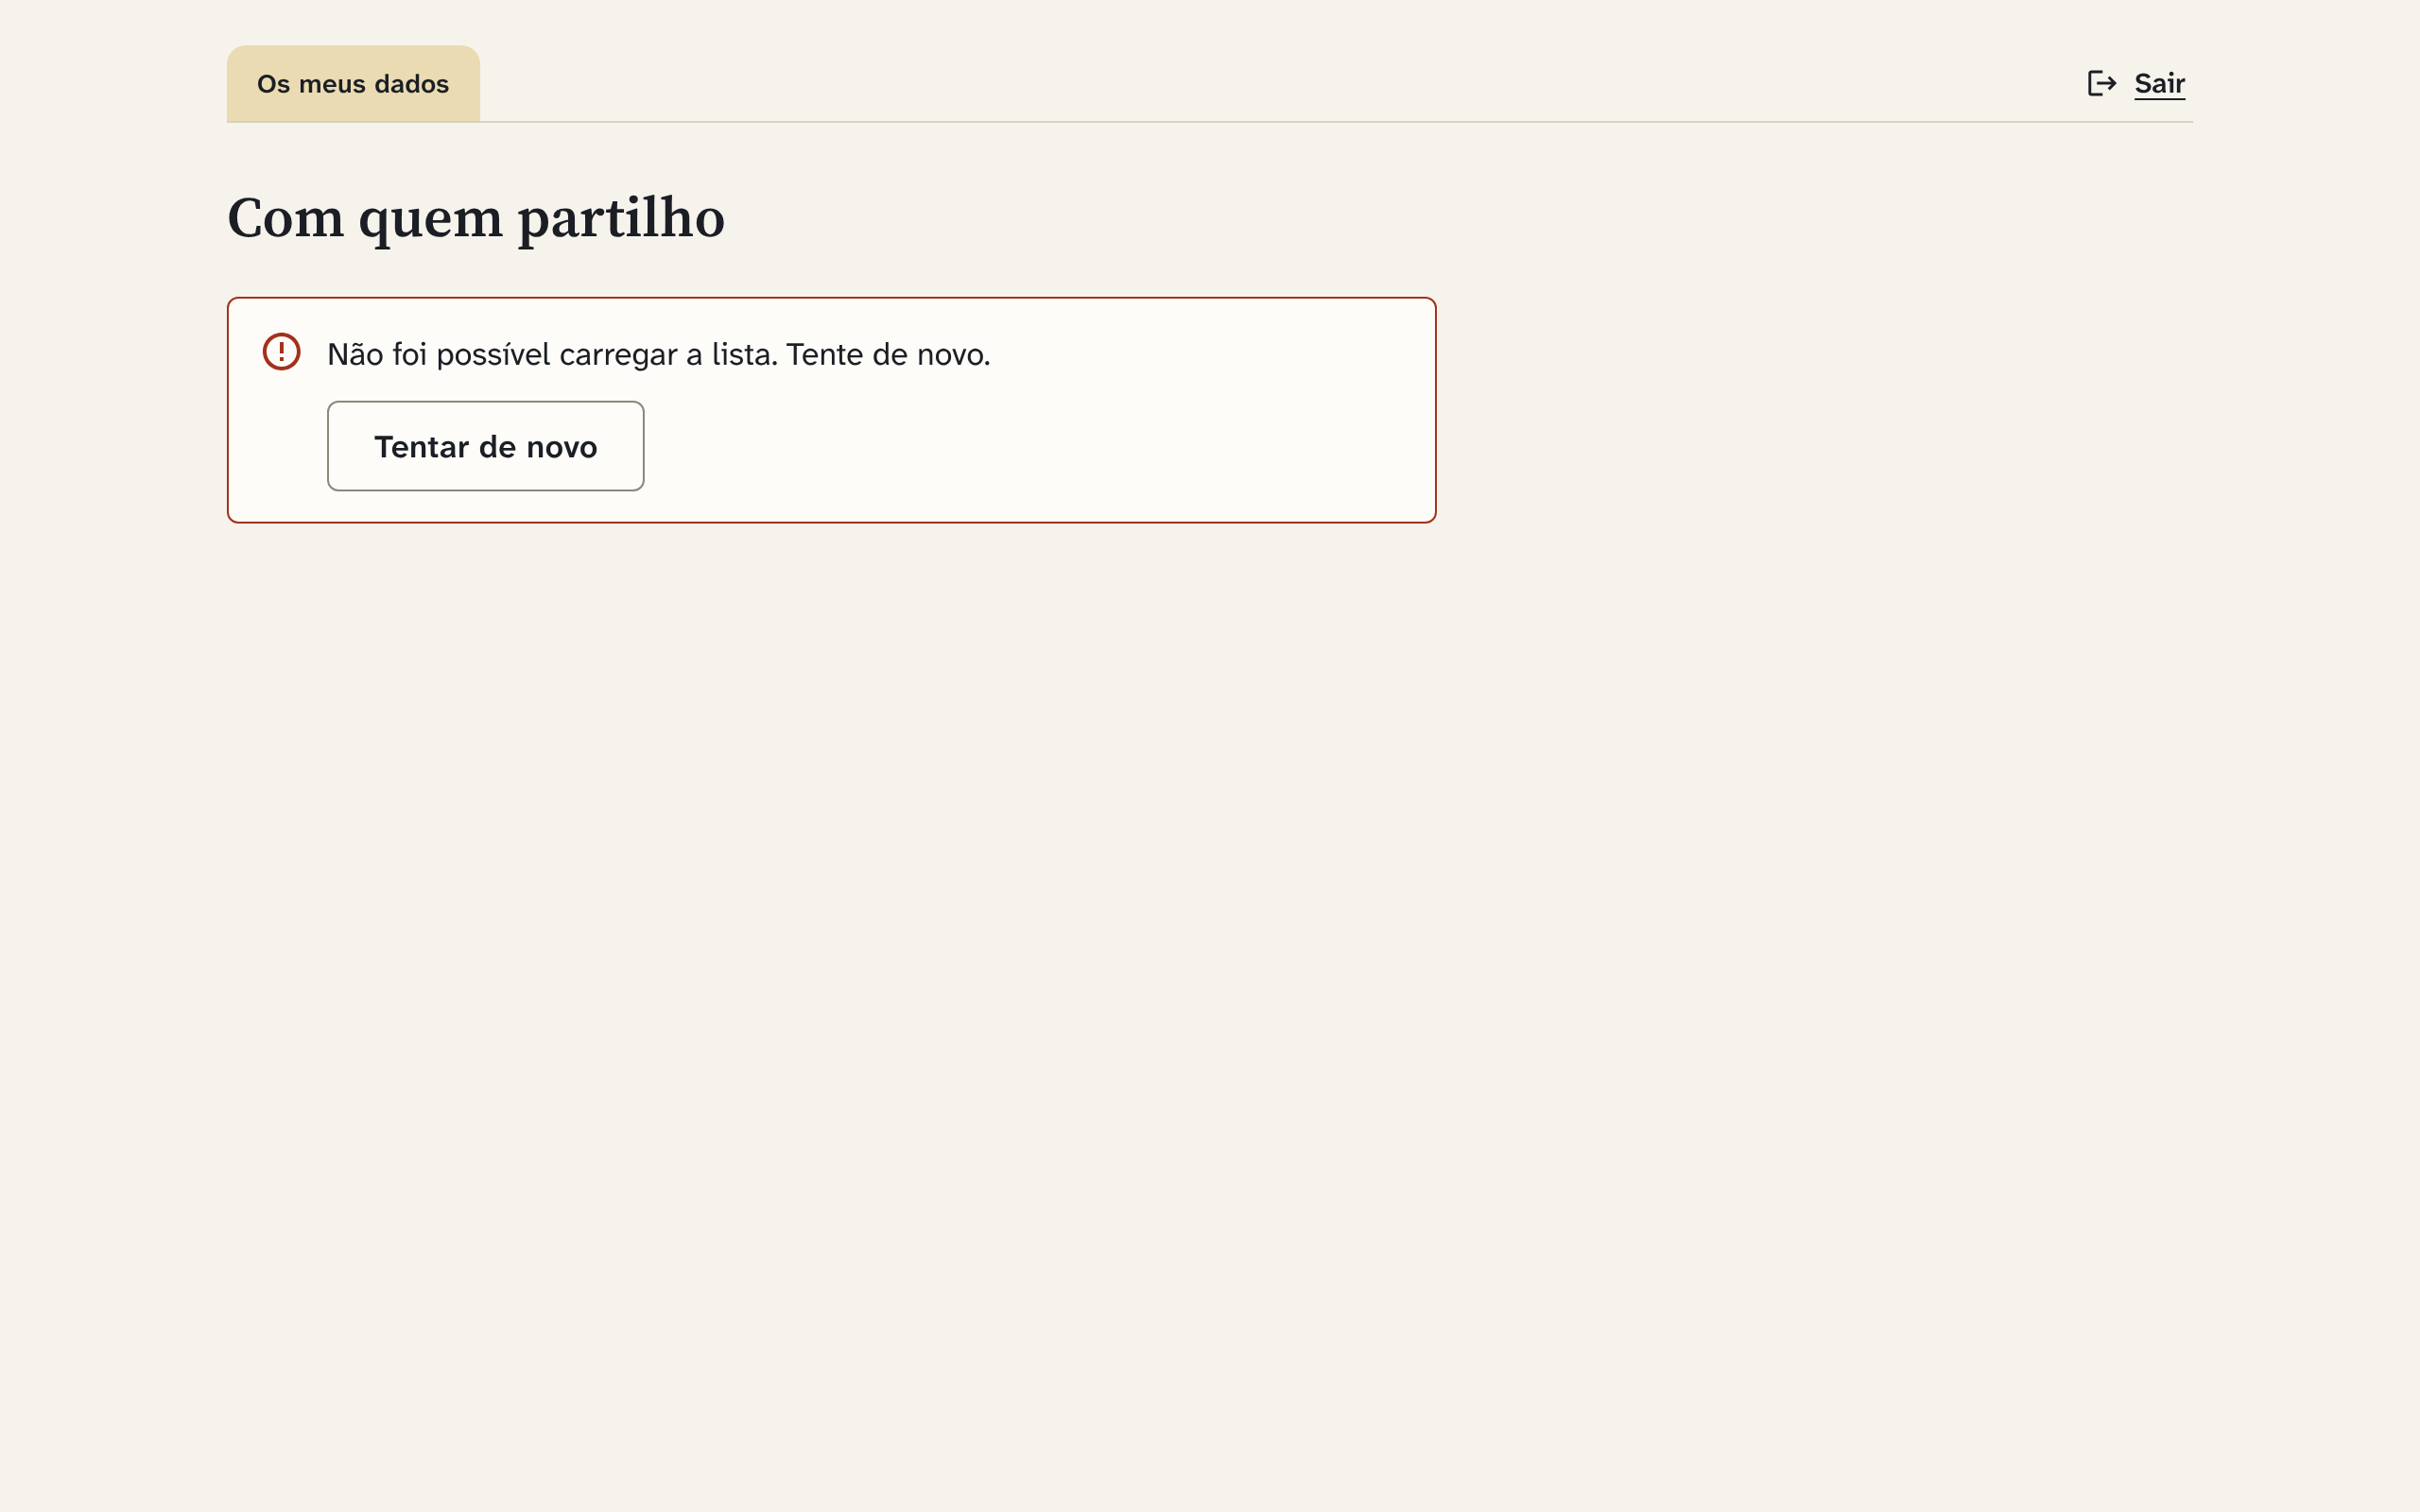 Os meus dados
Sair
Com quem partilho
Não foi possível carregar a lista. Tente de novo.
Tentar de novo